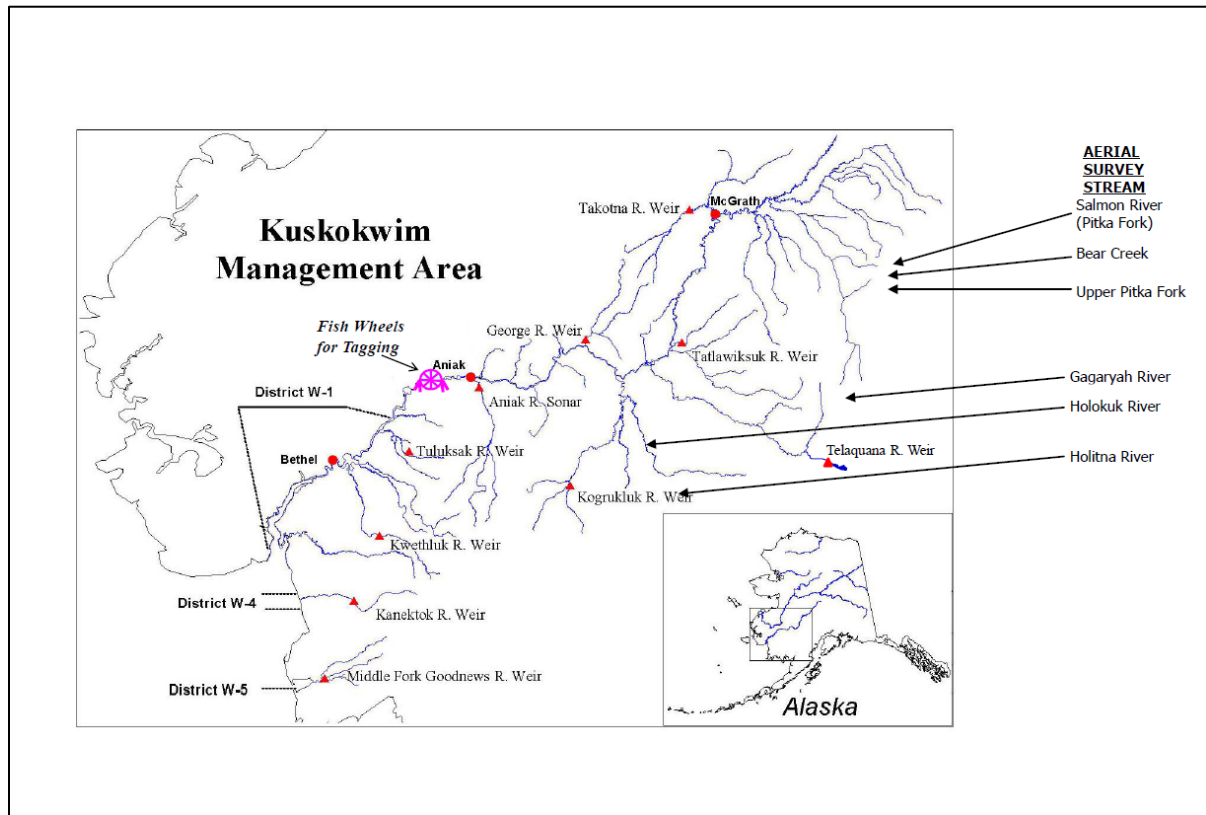 Kuskokwim
Management Area
Fish Wheels
for Tagging
Takotna R. Weir
McGrath
George R. Weir
Tatlawiksuk R. Weir
Aniak
Aniak R. Sonar
District W-1
Tuluksak R. Weir
Bethel
Telaquana R. Weir
Kogrukluk R. Weir
Kwethluk R. Weir
District W-4
Kanektok R. Weir
District W-5
Middle Fork Goodnews R. Weir
Alaska
AERIAL
SURVEY
STREAM
Salmon River
(Pitka Fork)
Bear Creek
Upper Pitka Fork
Gagaryah River
Holokuk River
Holitna River